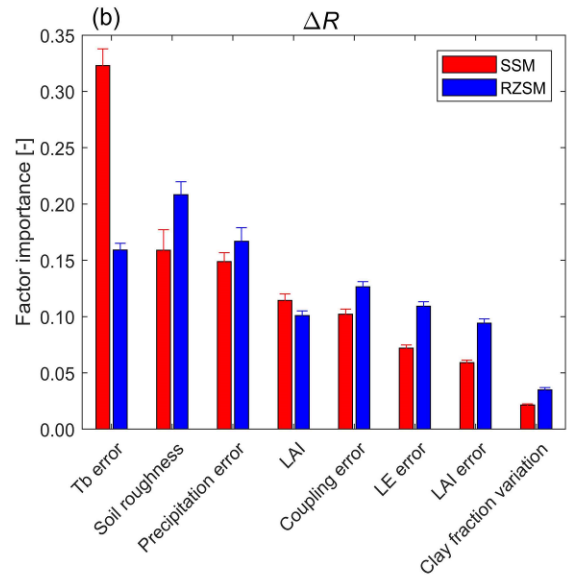 (b)
ΔR
0.35
0.30
0.25
0.20
0.15
0.10
0.05
0.00
Factor importance [-]
SSM
RZSM
Tb error
Soil roughness
Precipitation error
LAI
Coupling error
LE error
LAI error
Clay fraction variation